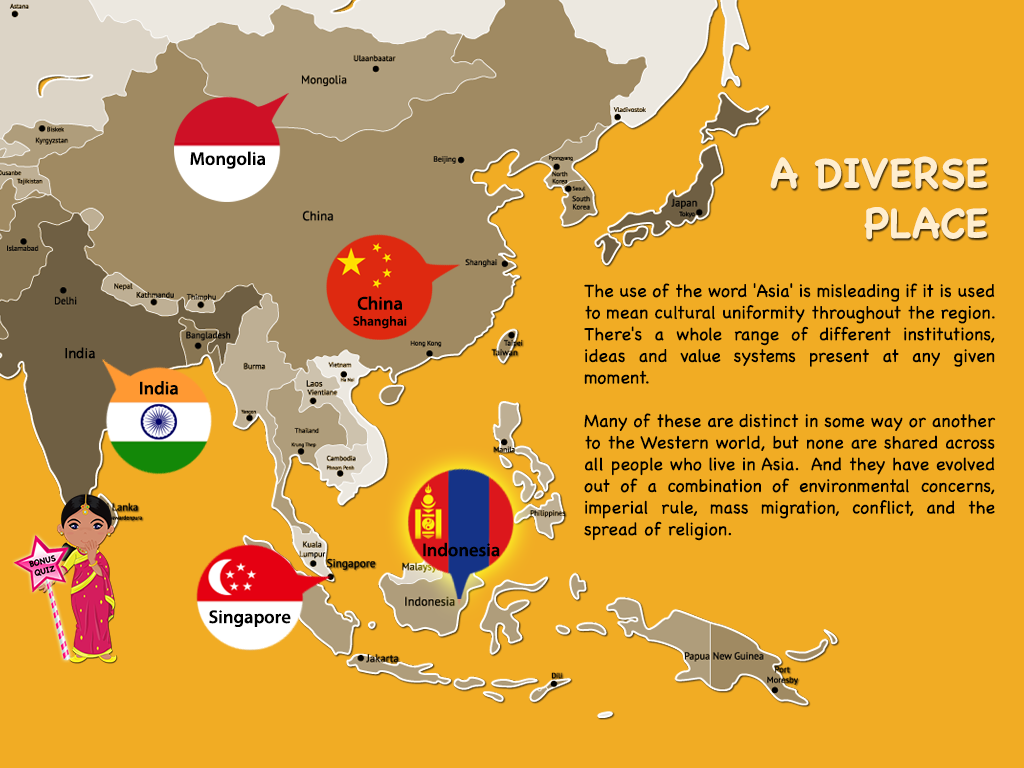 Astana
Ulaanbaatar
Mongolia
Vladivostok
Biskek
Kyrgyzstan
Mongolia
Beijing
Pyongyang
North
Korea
Seoul
South
Korea
Japan
Tokyo
A DIVERSE
PLACE
Dusanbe
Tajikistan
China
Islamabad
Shanghai
China
Shanghai
Nepal
Kathmandu
Thimphu
Delhi
Bangladesh
India
Hong Kong
Taipei
Taiwan
The use of the word 'Asia' is misleading if it is used
to mean cultural uniformity throughout the region.
There's a whole range of different institutions,
ideas and value systems present at any given
moment.
Many of these are distinct in some way or another
to the Western world, but none are shared across
all people who live in Asia. And they have evolved
out of a combination of environmental concerns,
imperial rule, mass migration, conflict, and the
spread of religion.
Burma
Vietnam
Ha Noi
Laos
Vientiane
India
Yangon
Thailand
Krung Thep
Cambodia
Phnom Penh
Manila
Philippines
Lanka
Indonesia
BONUS
QUIZ
Kuala
Lumpur
Singapore
Malays
Singapore
Indonesia
Jakarta
Dili
Papua New Guinea
Port
Moresby